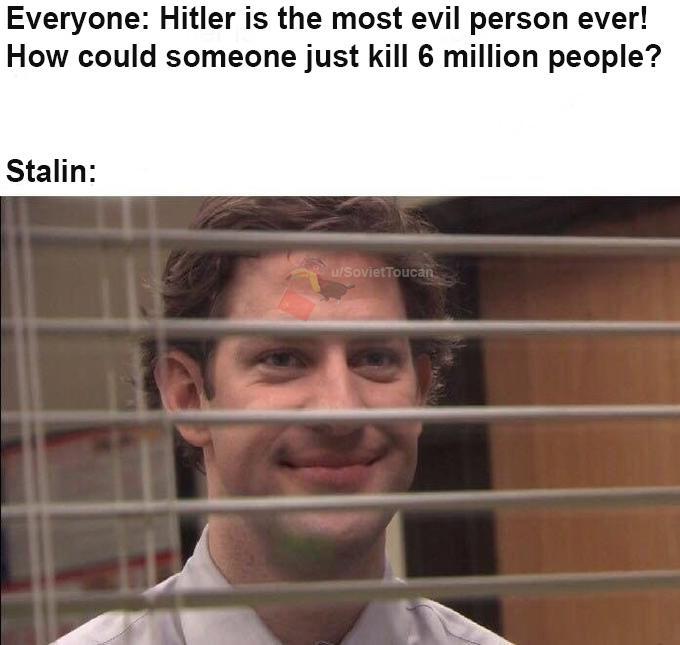 Everyone: Hitler is the most evil person ever!
How could someone just kill 6 million people?
Stalin:
u/SovietToucan